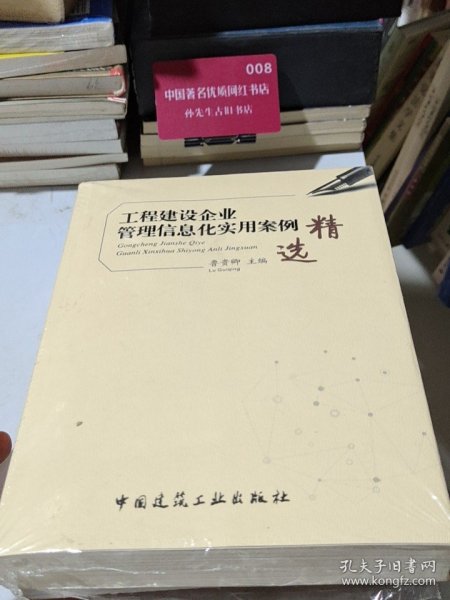 008
中国著名优质网红书店
孙先生古旧书店
工程建设企业
管理信息化实用案例
精选
Gongcheng Jianshe Qiye
Guanli Xinxihua Shiyong Anli Jingxuan
鲁贵卿 主编
Lu Guiqing
中国建筑工业出版社
孔夫子旧书网
www.kongfz.com